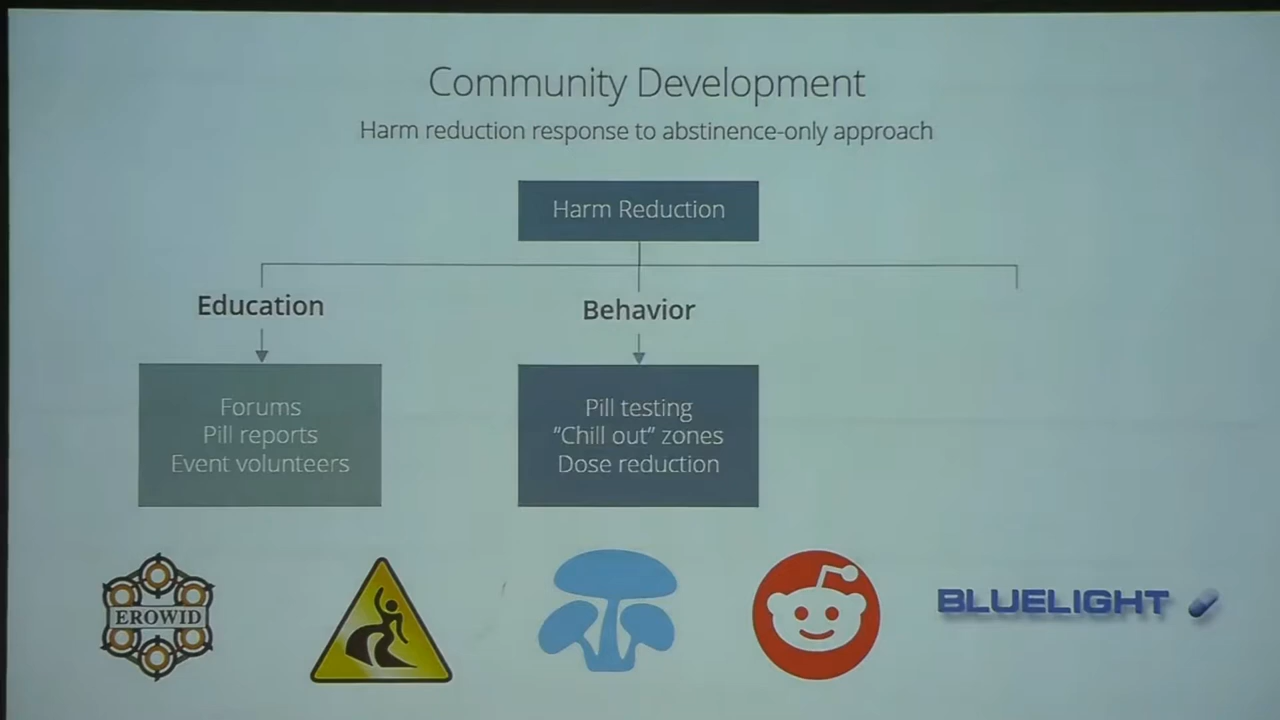 Community Development
Harm reduction response to abstinence-only approach
Harm Reduction
Education
Behavior
Forums
Pill reports
Event volunteers
Pill testing
"Chill out" zones
Dose reduction
EROWID
BLUELIGHT